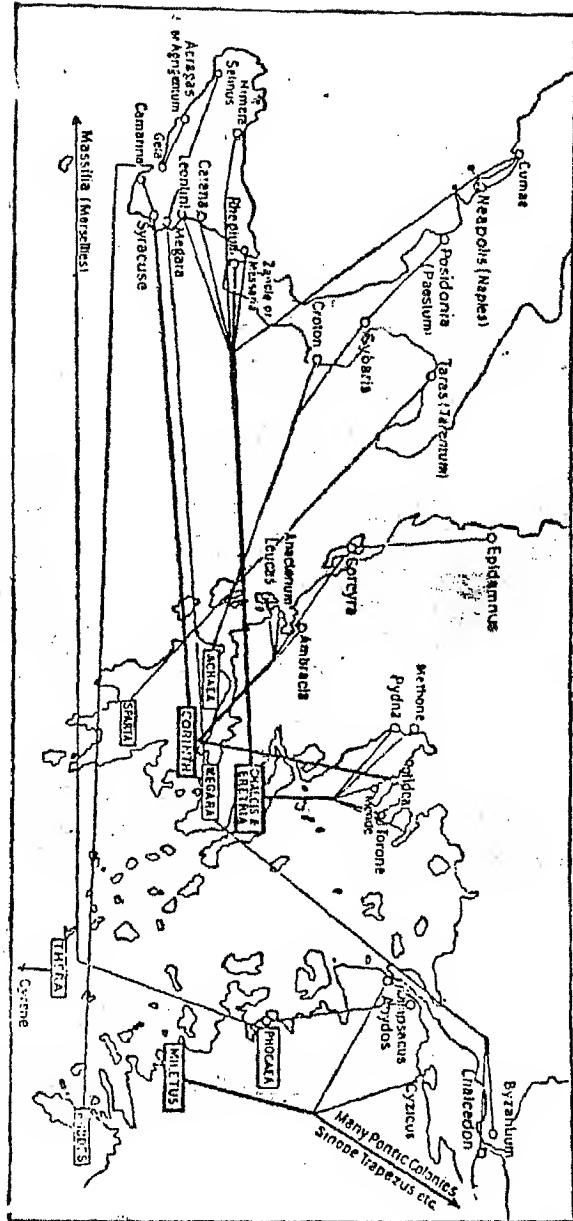 Cumae
Neapolis (Naples)
Posidonia
(Paestum)
Taras (Tarentum)
Sybaris
Croton
Himera
Selinus
Acragas
or Agrigentum
Gela
Camarina
Syracuse
Megara
Leontini
Catana
Rhegium
Zancle or
Messana
Massilia (Marseilles)
Epidamnus
Corcyra
Ambracia
Anactorium
Leucas
ACHAEA
SPARTA
CORINTH
MEGARA
CHALCIS &
ERETRIA
Methone
Pydna
Mende
Torone
Byzantium
Chalcedon
Cyzicus
Lampsacus
Abydos
PHOCAEA
MILETUS
THERA
Cyrene
Many Pontic Colonies
Sinope Trapezus etc.